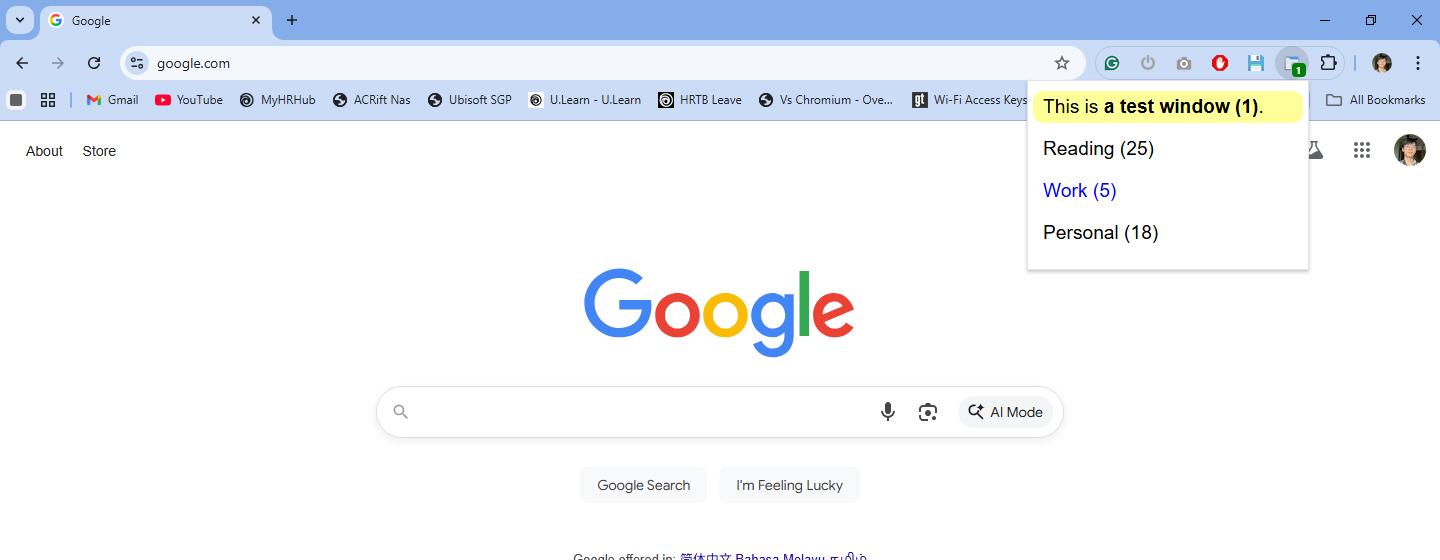 Google
google.com
1
Gmail
YouTube
MyHRHub
ACRift Nas
Ubisoft SGP
U.Learn - U.Learn
HRTB Leave
Vs Chromium - Ove...
gt
Wi-Fi Access Keys
All Bookmarks
This is a test window (1).
Reading (25)
Work (5)
Personal (18)
About
Store
Google
AI Mode
Google Search
I'm Feeling Lucky
Google offered in: 简体中文 Bahasa Melayu தமிழ்